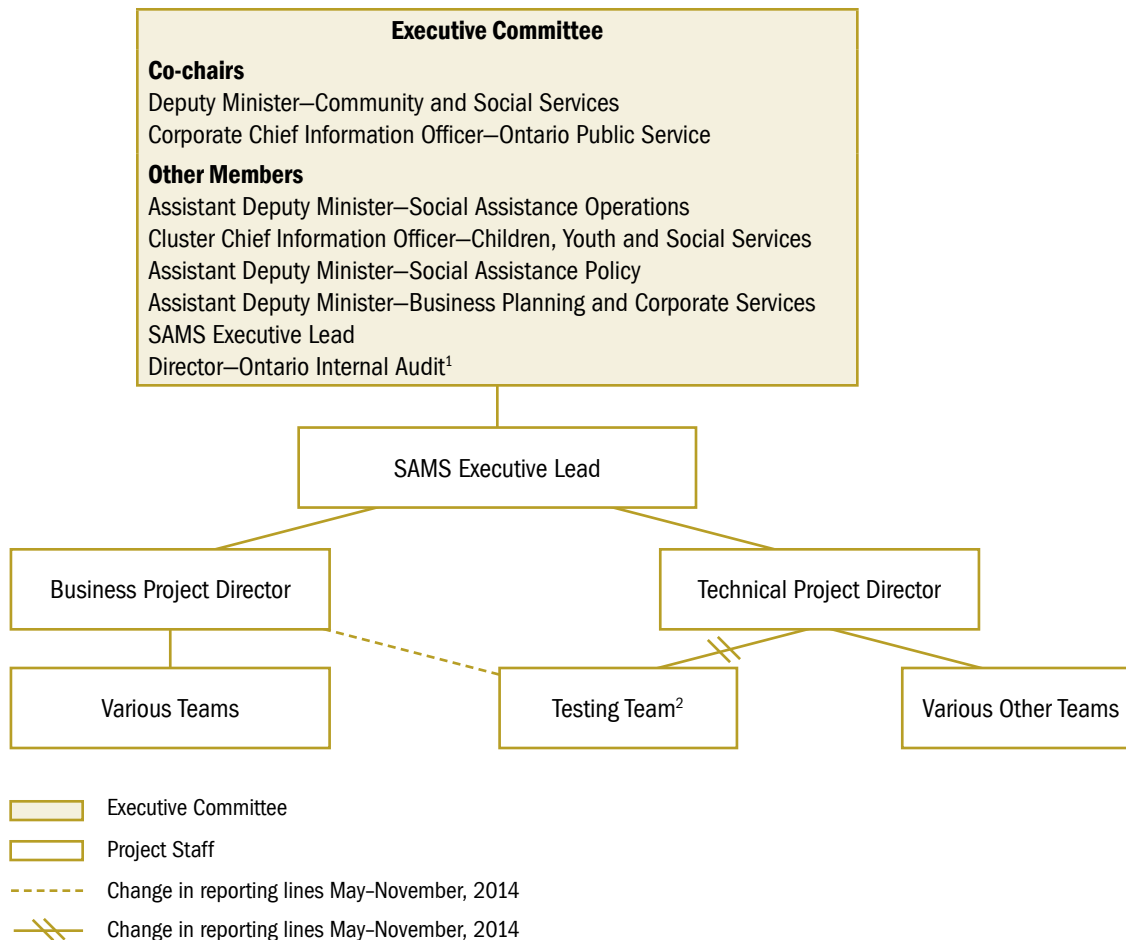 Executive Committee
Co-chairs
Deputy Minister—Community and Social Services
Corporate Chief Information Officer—Ontario Public Service
Other Members
Assistant Deputy Minister—Social Assistance Operations
Cluster Chief Information Officer—Children, Youth and Social Services
Assistant Deputy Minister—Social Assistance Policy
Assistant Deputy Minister—Business Planning and Corporate Services
SAMS Executive Lead
Director—Ontario Internal Audit¹
SAMS Executive Lead
Business Project Director
Technical Project Director
Various Teams
Testing Team²
Various Other Teams
Executive Committee
Project Staff
Change in reporting lines May–November, 2014
Change in reporting lines May–November, 2014